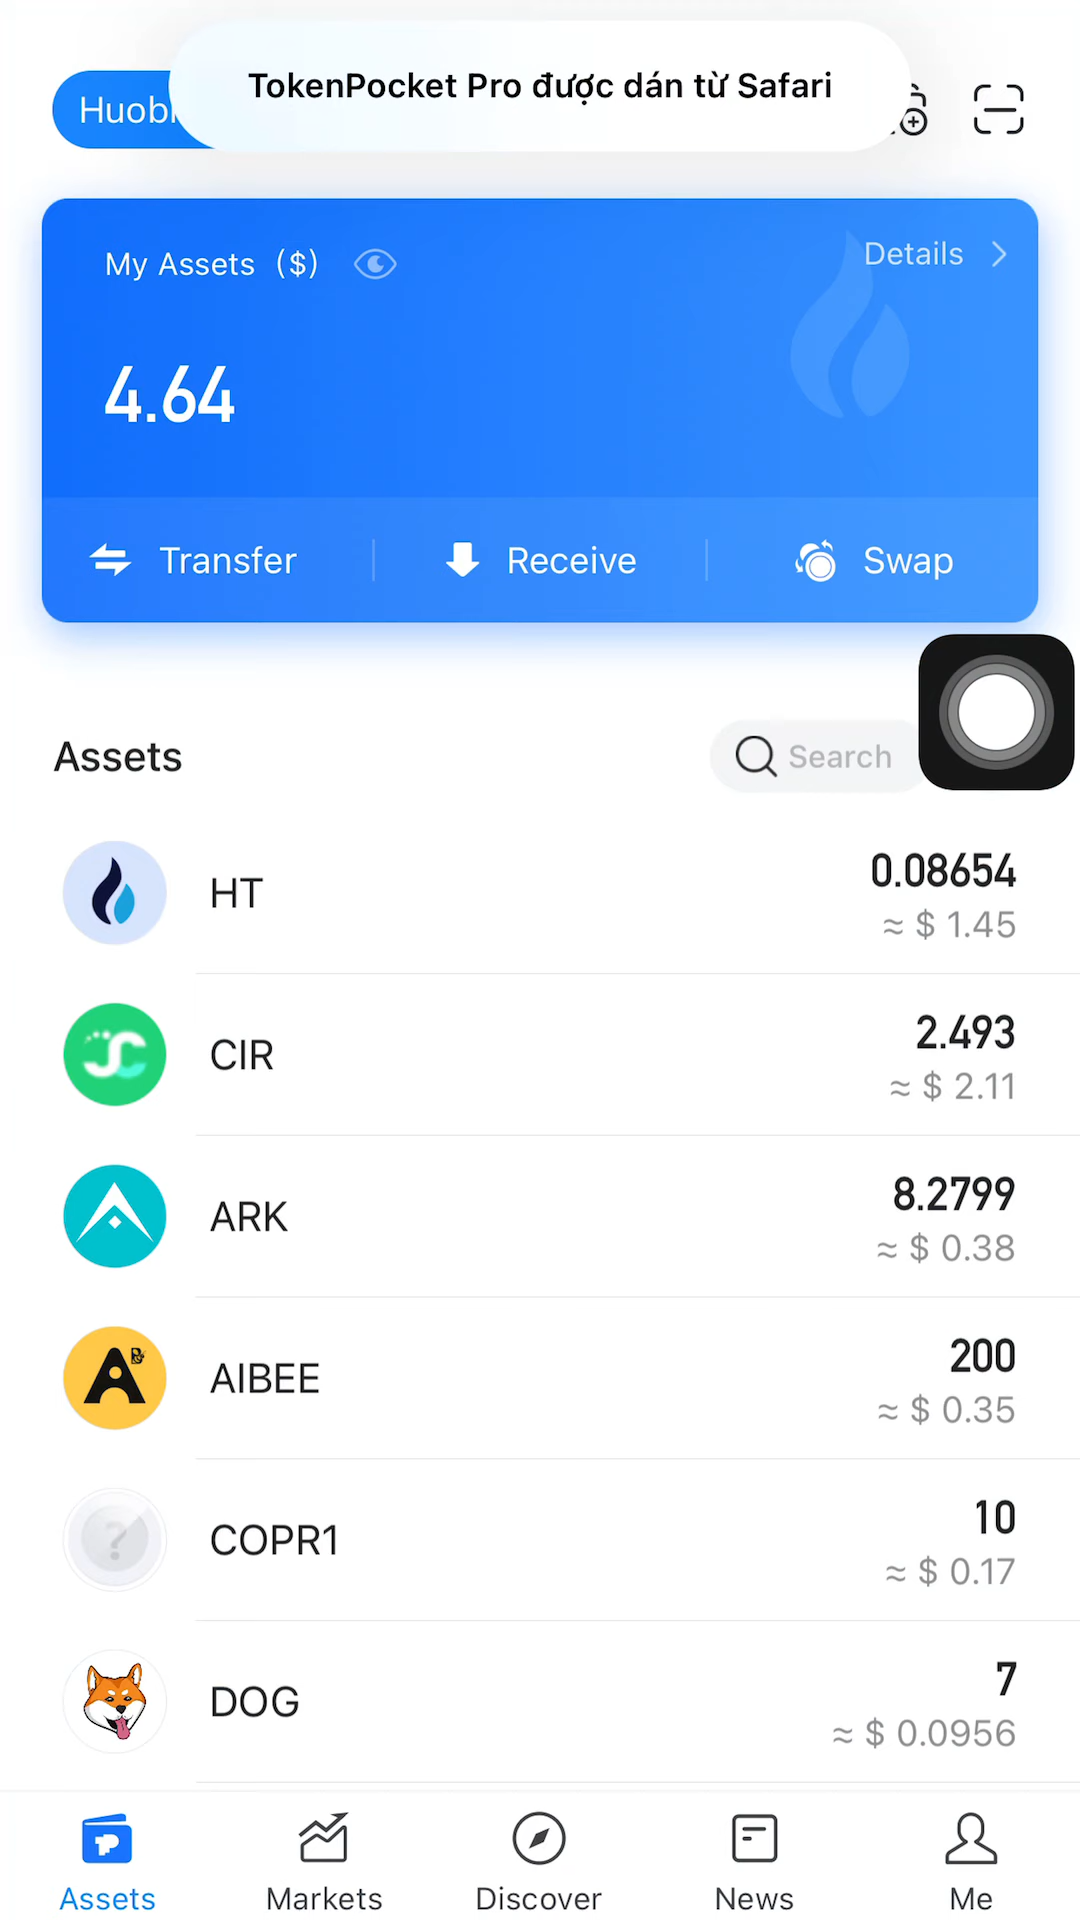 TokenPocket Pro được dán từ Safari
My Assets ($)
Details
4.64
Transfer
Receive
Swap
Assets
Search
HT
0.08654
≈ $ 1.45
CIR
2.493
≈ $ 2.11
ARK
8.2799
≈ $ 0.38
AIBEE
200
≈ $ 0.35
COPR1
10
≈ $ 0.17
DOG
7
≈ $ 0.0956
Assets
Markets
Discover
News
Me